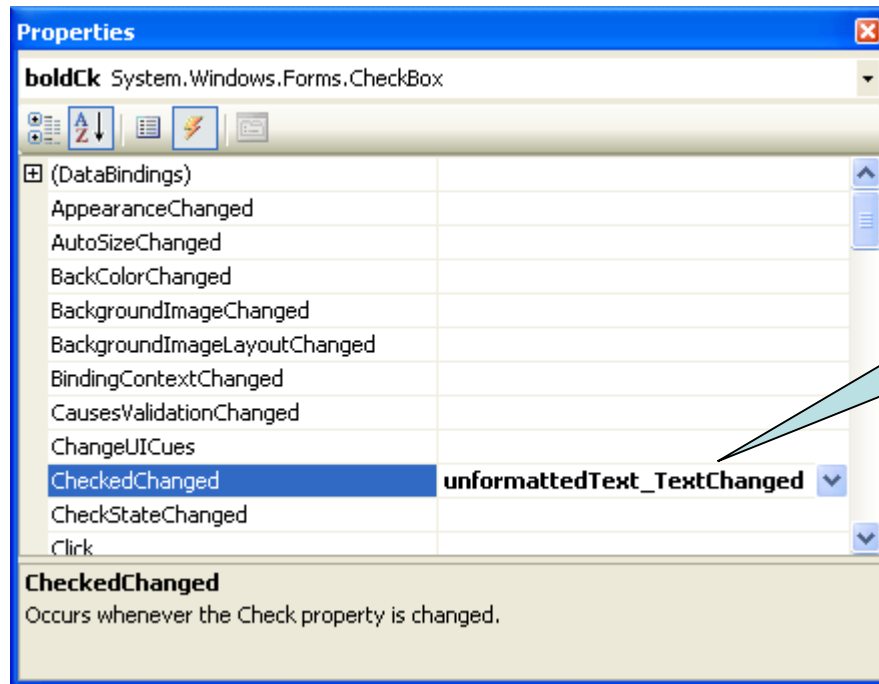 Properties
boldCk System.Windows.Forms.CheckBox
A
Z
(DataBindings)
AppearanceChanged
AutoSizeChanged
BackColorChanged
BackgroundImageChanged
BackgroundImageLayoutChanged
BindingContextChanged
CausesValidationChanged
ChangeUICues
CheckedChanged unformattedText_TextChanged
CheckStateChanged
Click
CheckedChanged
Occurs whenever the Check property is changed.